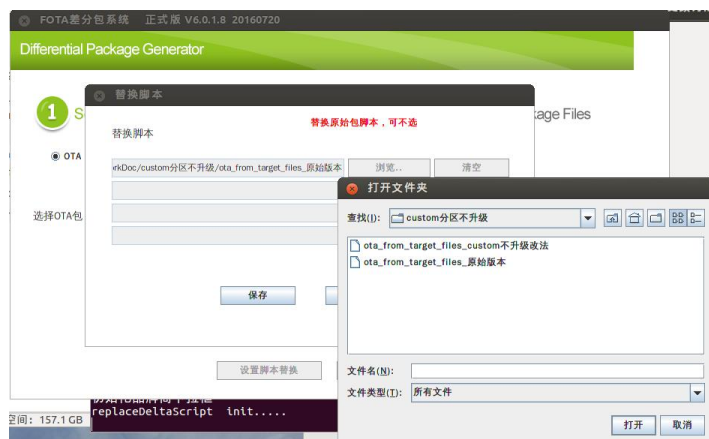 FOTA差分包系统 正式版 V6.0.1.8 20160720
Differential Package Generator
替换脚本
1 S
kage Files
替换原始包脚本，可不选
替换脚本
OTA
rkDoc/custom分区不升级/ota_from_target_files_原始版本
浏览..
清空
打开文件夹
选择OTA包
查找(I):
custom分区不升级
ota_from_target_files_custom不升级改法
ota_from_target_files_原始版本
保存
设置脚本替换
文件名(N):
文件类型(T):
所有文件
replaceDeltaScript init.....
空间: 157.1 GB
打开
取消